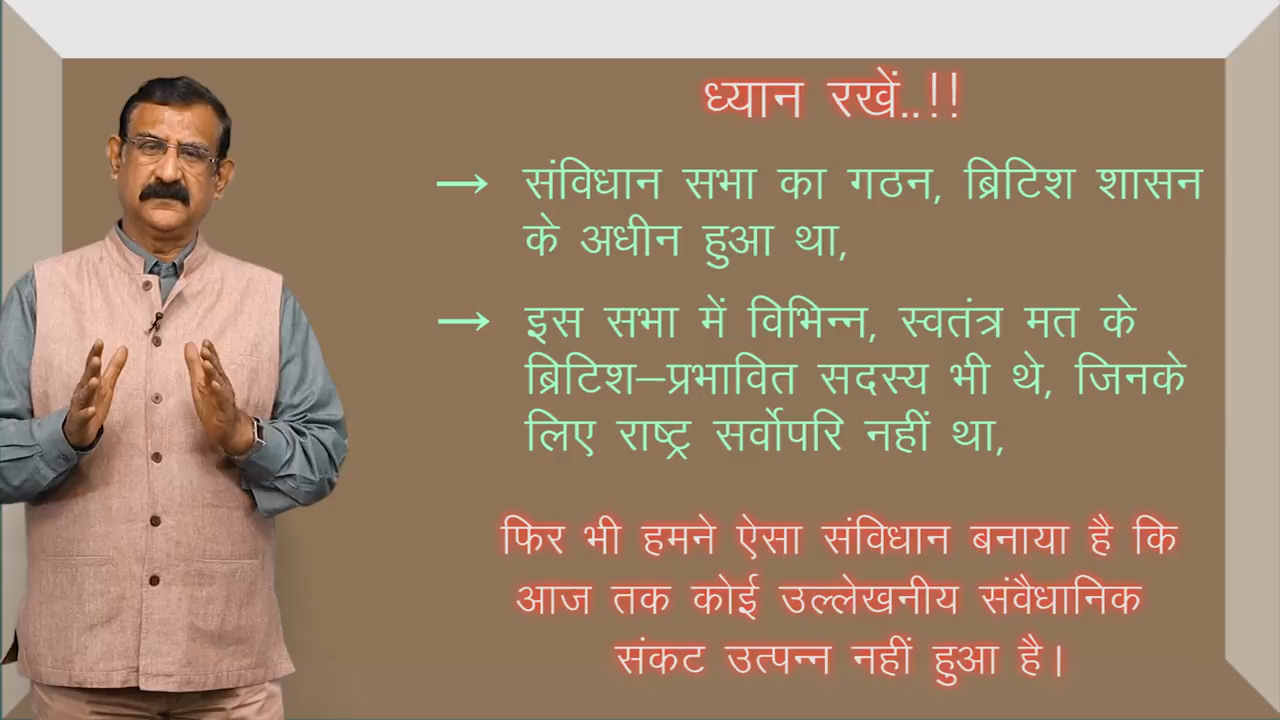 ध्यान रखें..!!
→ संविधान सभा का गठन, ब्रिटिश शासन
के अधीन हुआ था,
→ इस सभा में विभिन्न, स्वतंत्र मत के
ब्रिटिश–प्रभावित सदस्य भी थे, जिनके
लिए राष्ट्र सर्वोपरि नहीं था,
फिर भी हमने ऐसा संविधान बनाया है कि
आज तक कोई उल्लेखनीय संवैधानिक
संकट उत्पन्न नहीं हुआ है।